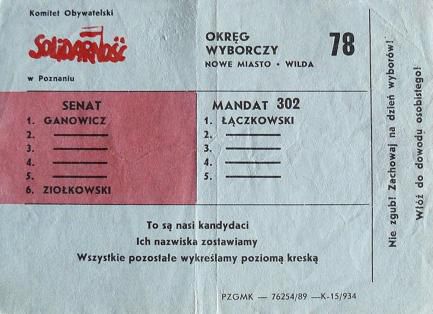 Komitet Obywatelski
SOLIDARNOŚĆ
w Poznaniu
OKRĘG
WYBORCZY 78
NOWE MIASTO • WILDA
SENAT
1. GANOWICZ
2.
3.
4.
5.
6. ZIOŁKOWSKI
MANDAT 302
1. ŁĄCZKOWSKI
2.
3.
4.
5.
To są nasi kandydaci
Ich nazwiska zostawiamy
Wszystkie pozostałe wykreślamy poziomą kreską
PZGMK — 76254/89 —K-15/934
Nie zgub! Zachowaj na dzień wyborów!
Włóż do dowodu osobistego!